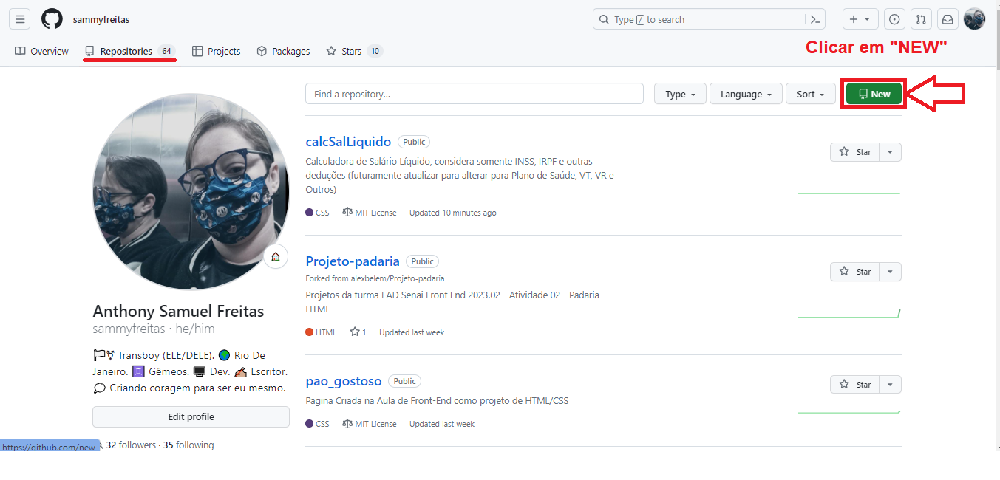 sammyfreitas
Type / to search
Overview
Repositories 64
Projects
Packages
Stars 10
Clicar em "NEW"
Find a repository...
Type
Language
Sort
New
calcSalLiquido Public
Star
Calculadora de Salário Líquido, considera somente INSS, IRPF e outras
deduções (futuramente atualizar para alterar para Plano de Saúde, VT, VR e
Outros)
CSS MIT License Updated 10 minutes ago
Projeto-padaria Public
Star
Forked from alexbelem/Projeto-padaria
Projetos da turma EAD Senai Front End 2023.02 - Atividade 02 - Padaria
HTML
HTML 1 Updated last week
pao_gostoso Public
Star
Pagina Criada na Aula de Front-End como projeto de HTML/CSS
CSS MIT License Updated last week
Anthony Samuel Freitas
sammyfreitas · he/him
Transboy (ELE/DELE). Rio De
Janeiro. Gêmeos. Dev. Escritor.
Criando coragem para ser eu mesmo.
Edit profile
32 followers · 35 following
https://github.com/new